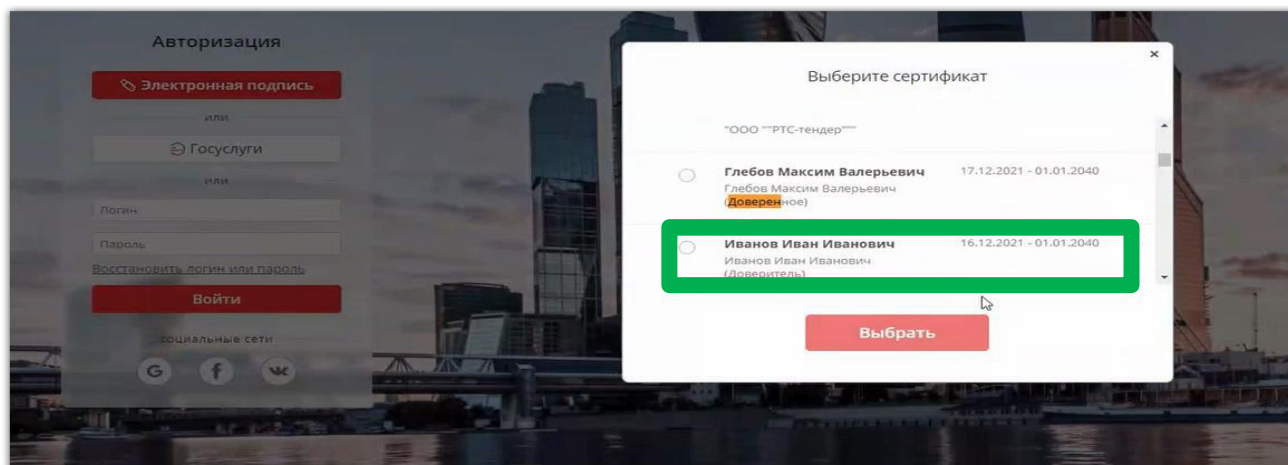 Авторизация
Электронная подпись
или
Госуслуги
или
Логин
Пароль
Восстановить логин или пароль
Войти
социальные сети
G f
Выберите сертификат
×
"ООО ""РТС-тендер"""
Глебов Максим Валерьевич 17.12.2021 - 01.01.2040
Глебов Максим Валерьевич
(Доверенное)
Иванов Иван Иванович 16.12.2021 - 01.01.2040
Иванов Иван Иванович
(Доверитель)
Выбрать